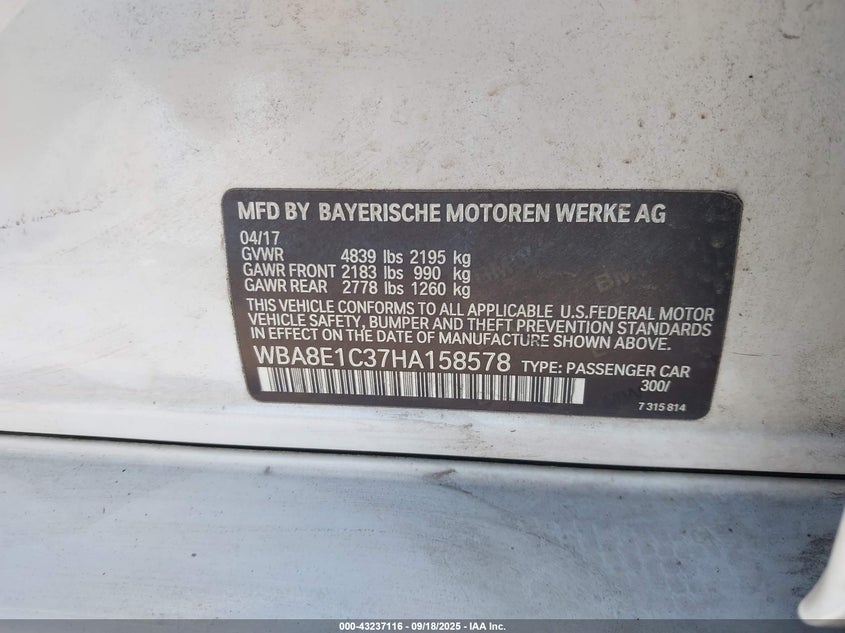 MFD BY BAYERISCHE MOTOREN WERKE AG
04/17
GVWR 4839 lbs 2195 kg
GAWR FRONT 2183 lbs 990 kg
GAWR REAR 2778 lbs 1260 kg
THIS VEHICLE CONFORMS TO ALL APPLICABLE U.S.FEDERAL MOTOR
VEHICLE SAFETY, BUMPER AND THEFT PREVENTION STANDARDS
IN EFFECT ON THE DATE OF MANUFACTURE SHOWN ABOVE.
WBA8E1C37HA158578 TYPE: PASSENGER CAR
300/
7 315 814
000-43237116 - 09/18/2025 - IAA Inc.